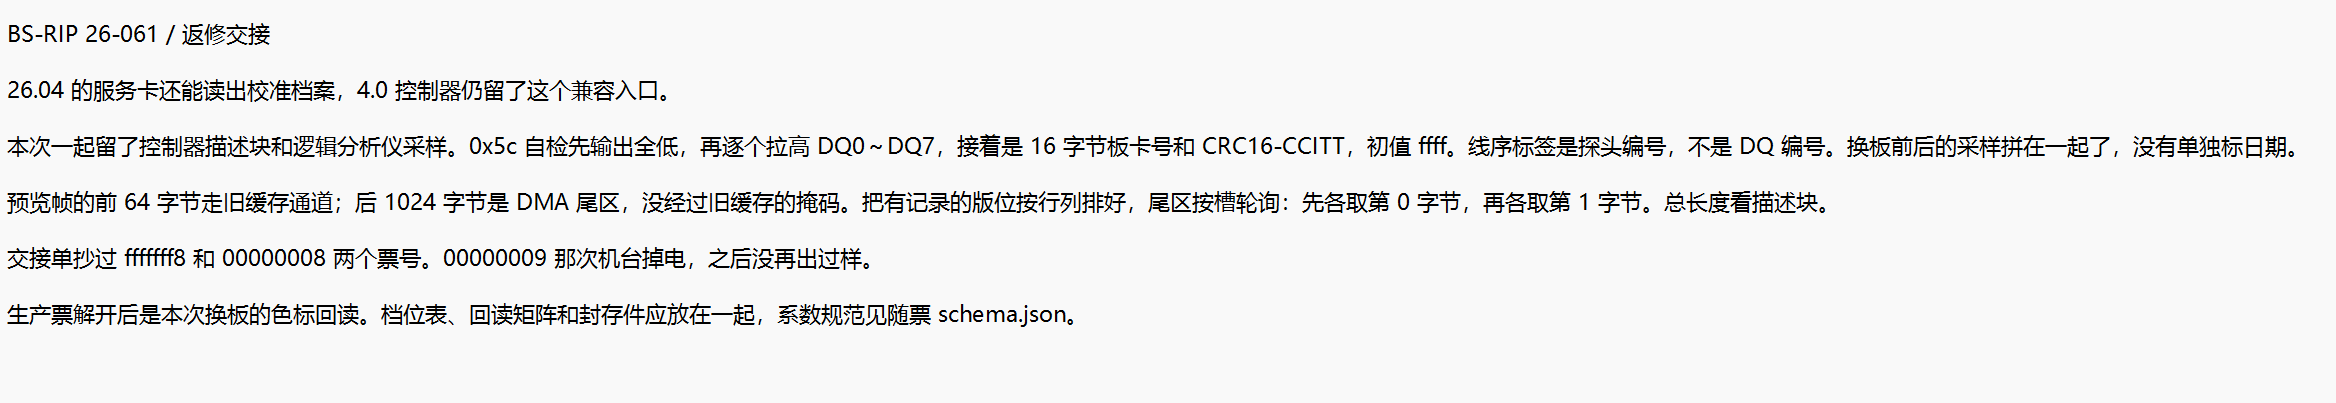 BS-RIP 26-061 / 返修交接
26.04 的服务卡还能读出校准档案，4.0 控制器仍留了这个兼容入口。
本次一起留了控制器描述块和逻辑分析仪采样。0x5c 自检先输出全低，再逐个拉高 DQ0～DQ7，接着是 16 字节板卡号和 CRC16-CCITT，初值 ffff。线序标签是探头编号，不是 DQ 编号。换板前后的采样拼在一起了，没有单独标日期。
预览帧的前 64 字节走旧缓存通道；后 1024 字节是 DMA 尾区，没经过旧缓存的掩码。把有记录的版位按行列排好，尾区按槽轮询：先各取第 0 字节，再各取第 1 字节。总长度看描述块。
交接单抄过 fffffff8 和 00000008 两个票号。00000009 那次机台掉电，之后没再出过样。
生产票解开后是本次换板的色标回读。档位表、回读矩阵和封存件应放在一起，系数规范见随票 schema.json。